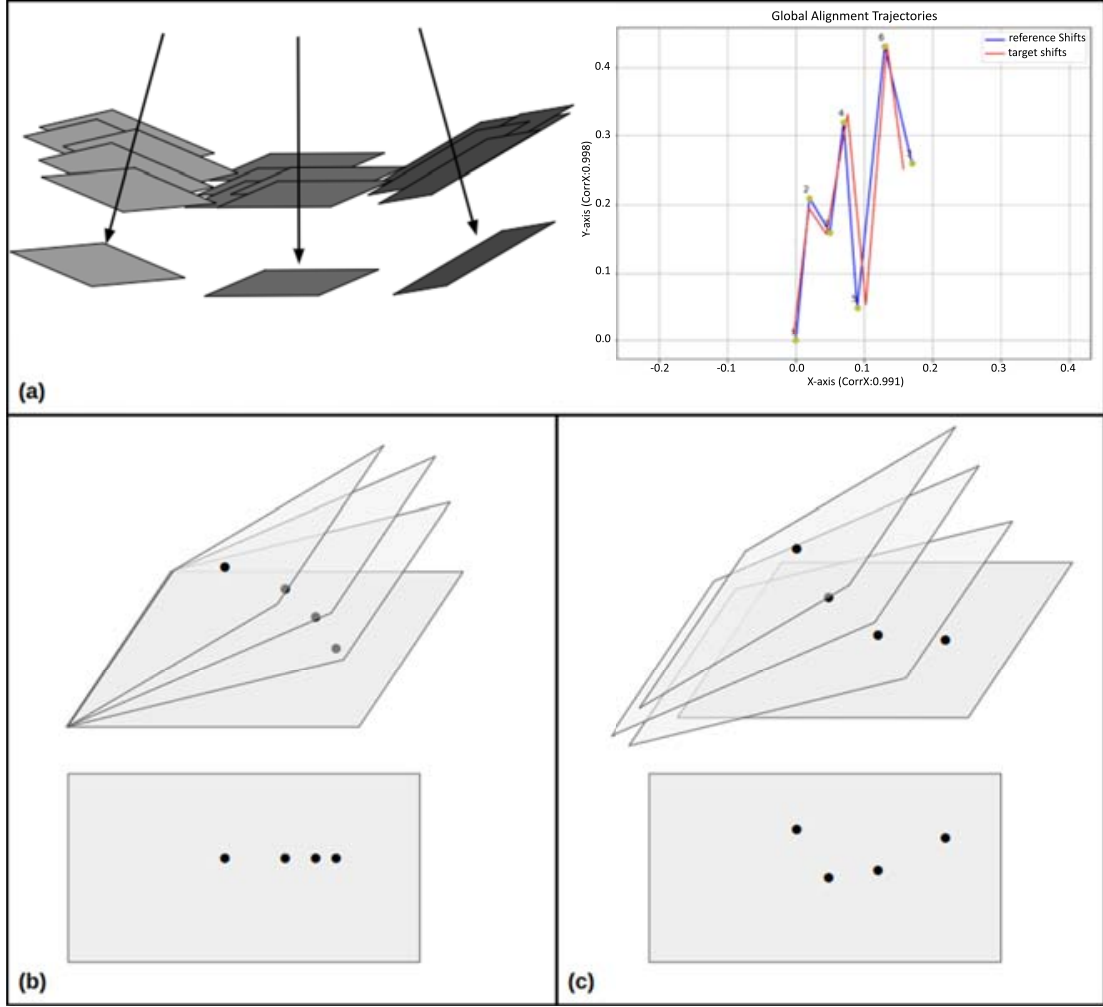 Global Alignment Trajectories
reference Shifts
target shifts
6
0.4
4
0.3
2
0.2
0.1
5
0.0
Y-axis (CorrX:0.998)
-0.2 -0.1 0.0 0.1 0.2 0.3 0.4
X-axis (CorrX:0.991)
(a)
(b)
(c)